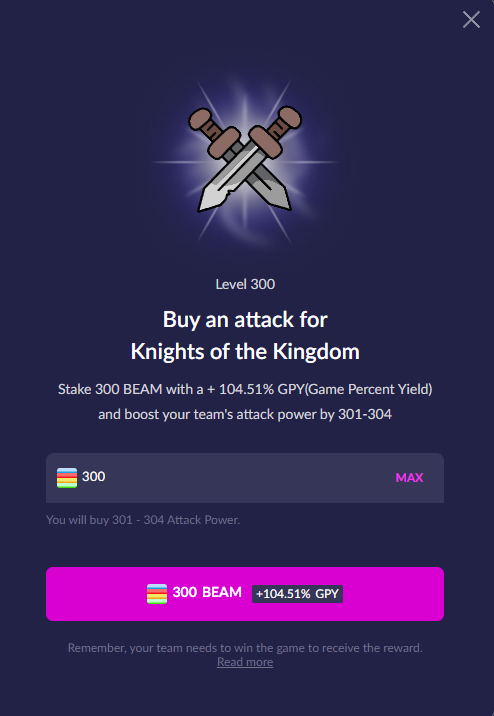 Level 300
Buy an attack for
Knights of the Kingdom
Stake 300 BEAM with a + 104.51% GPY(Game Percent Yield)
and boost your team's attack power by 301-304
300 MAX
You will buy 301 - 304 Attack Power.
300 BEAM +104.51% GPY
Remember, your team needs to win the game to receive the reward.
Read more